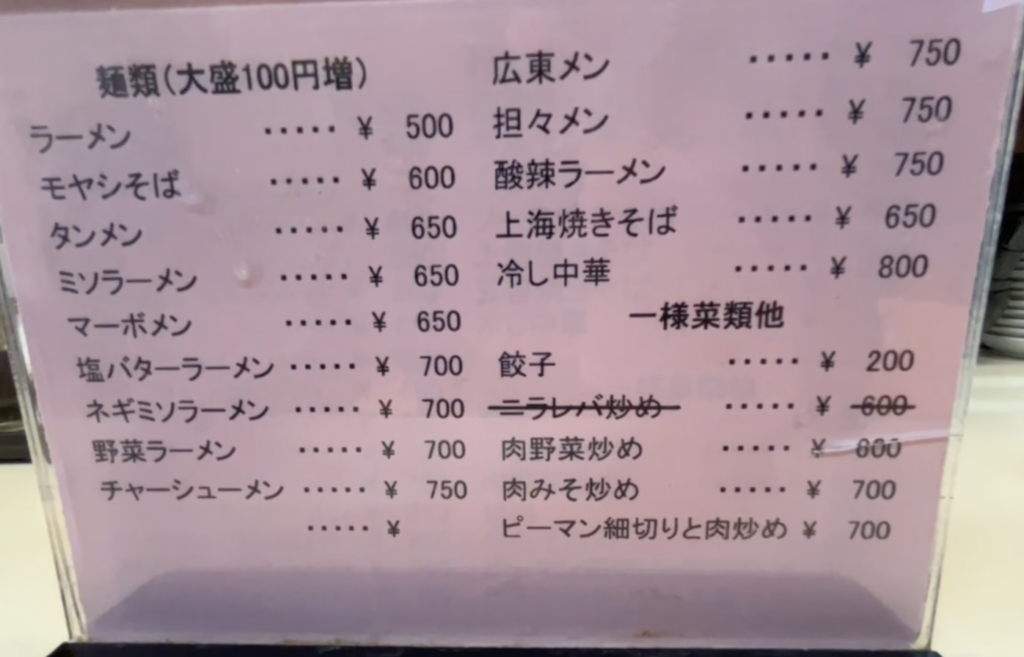 麺類(大盛100円増)
ラーメン ····· ¥ 500
モヤシそば ····· ¥ 600
タンメン ····· ¥ 650
ミソラーメン ····· ¥ 650
マーボメン ····· ¥ 650
塩バターラーメン ····· ¥ 700
ネギミソラーメン ····· ¥ 700
野菜ラーメン ····· ¥ 700
チャーシューメン ····· ¥ 750
····· ¥
広東メン ····· ¥ 750
担々メン ····· ¥ 750
酸辣ラーメン ····· ¥ 750
上海焼きそば ····· ¥ 650
冷し中華 ····· ¥ 800
一様菜類他
餃子 ····· ¥ 200
ニラレバ炒め ····· ¥ 600
肉野菜炒め ····· ¥ 600
肉みそ炒め ····· ¥ 700
ピーマン細切りと肉炒め ¥ 700